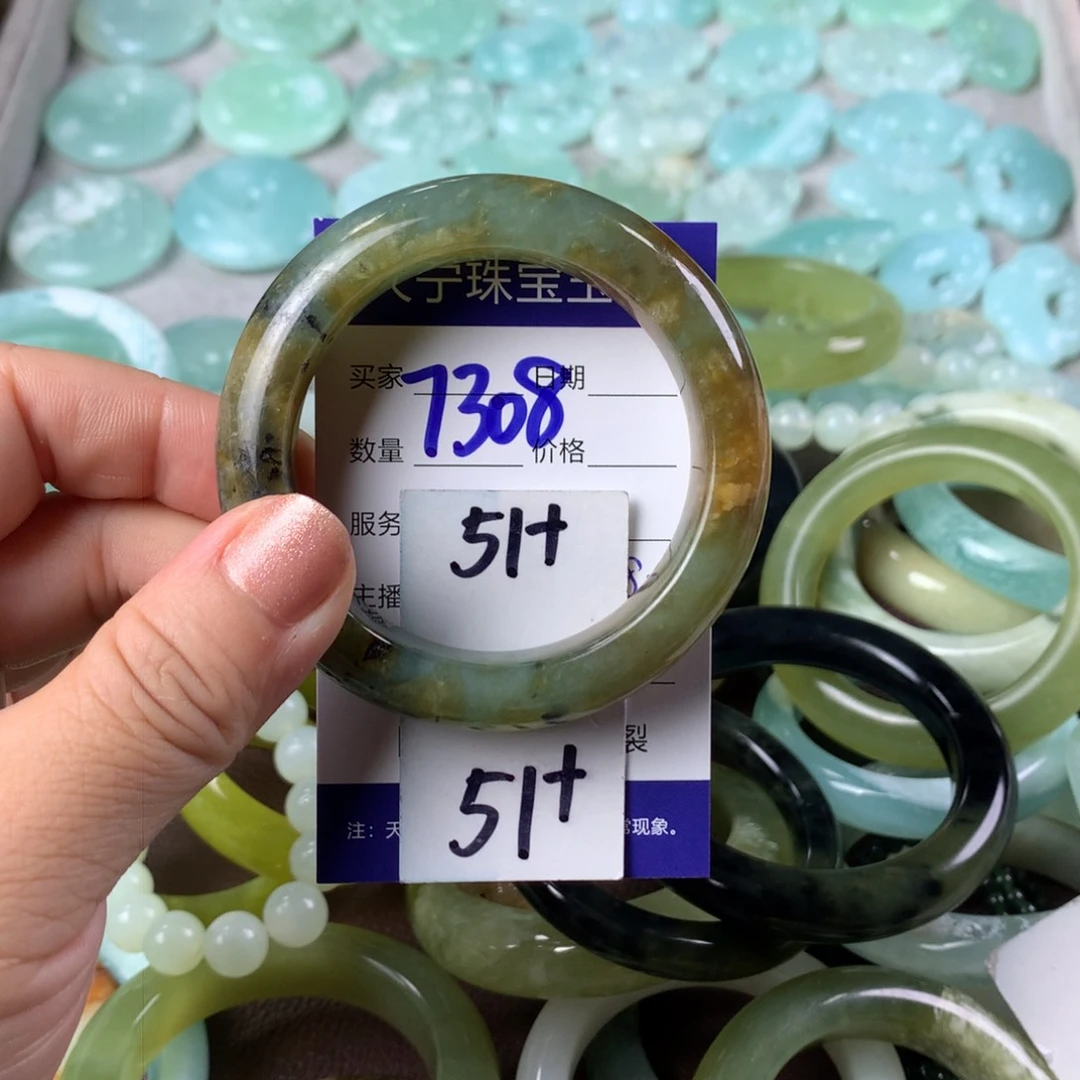 宁珠宝玉
买家 7308 日期
数量 价格
服务
51+
主播
裂
51+
注：天 常现象。